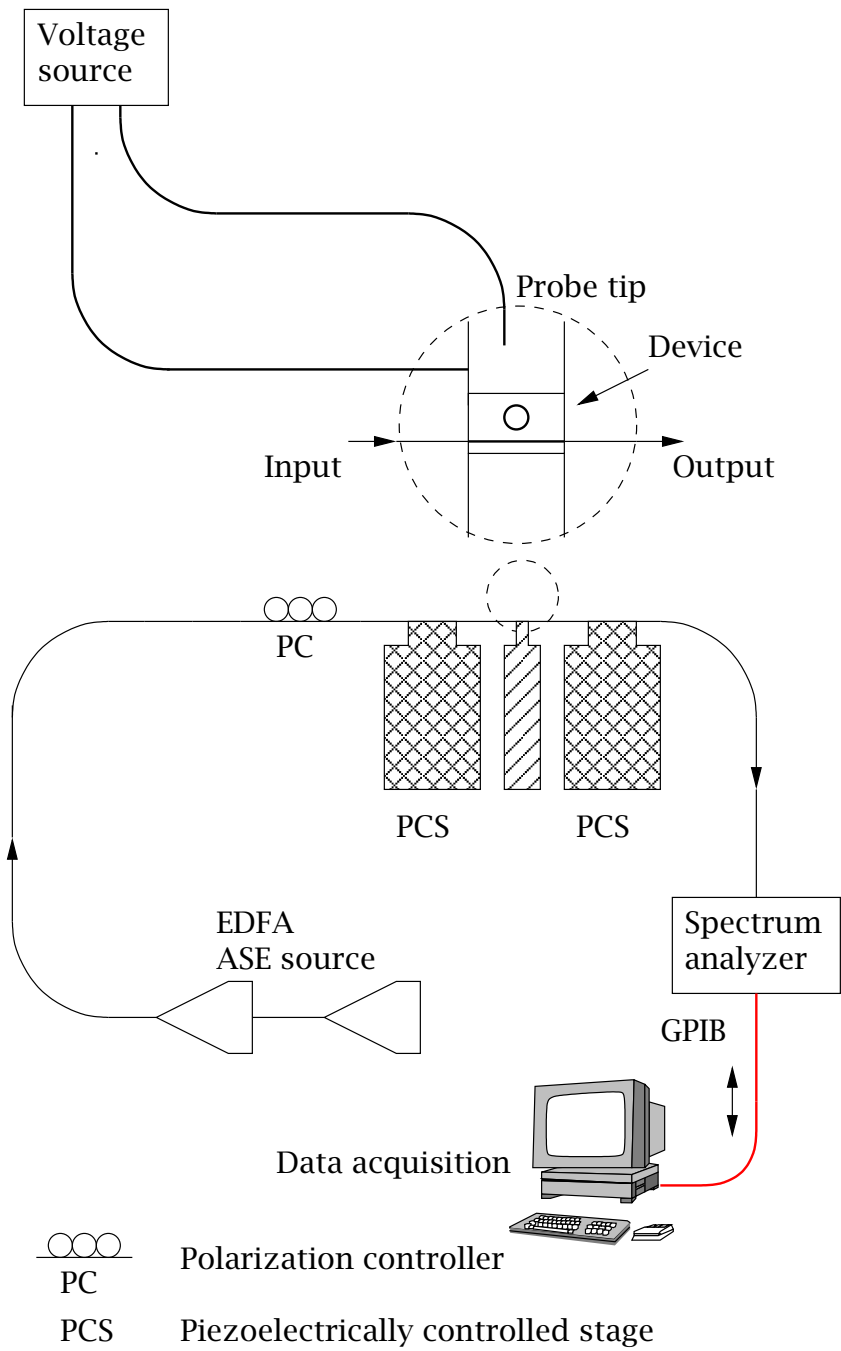 Voltage
source
Probe tip
Device
Input
Output
PC
PCS
PCS
EDFA
ASE source
Spectrum
analyzer
GPIB
Data acquisition
PC
Polarization controller
PCS
Piezoelectrically controlled stage